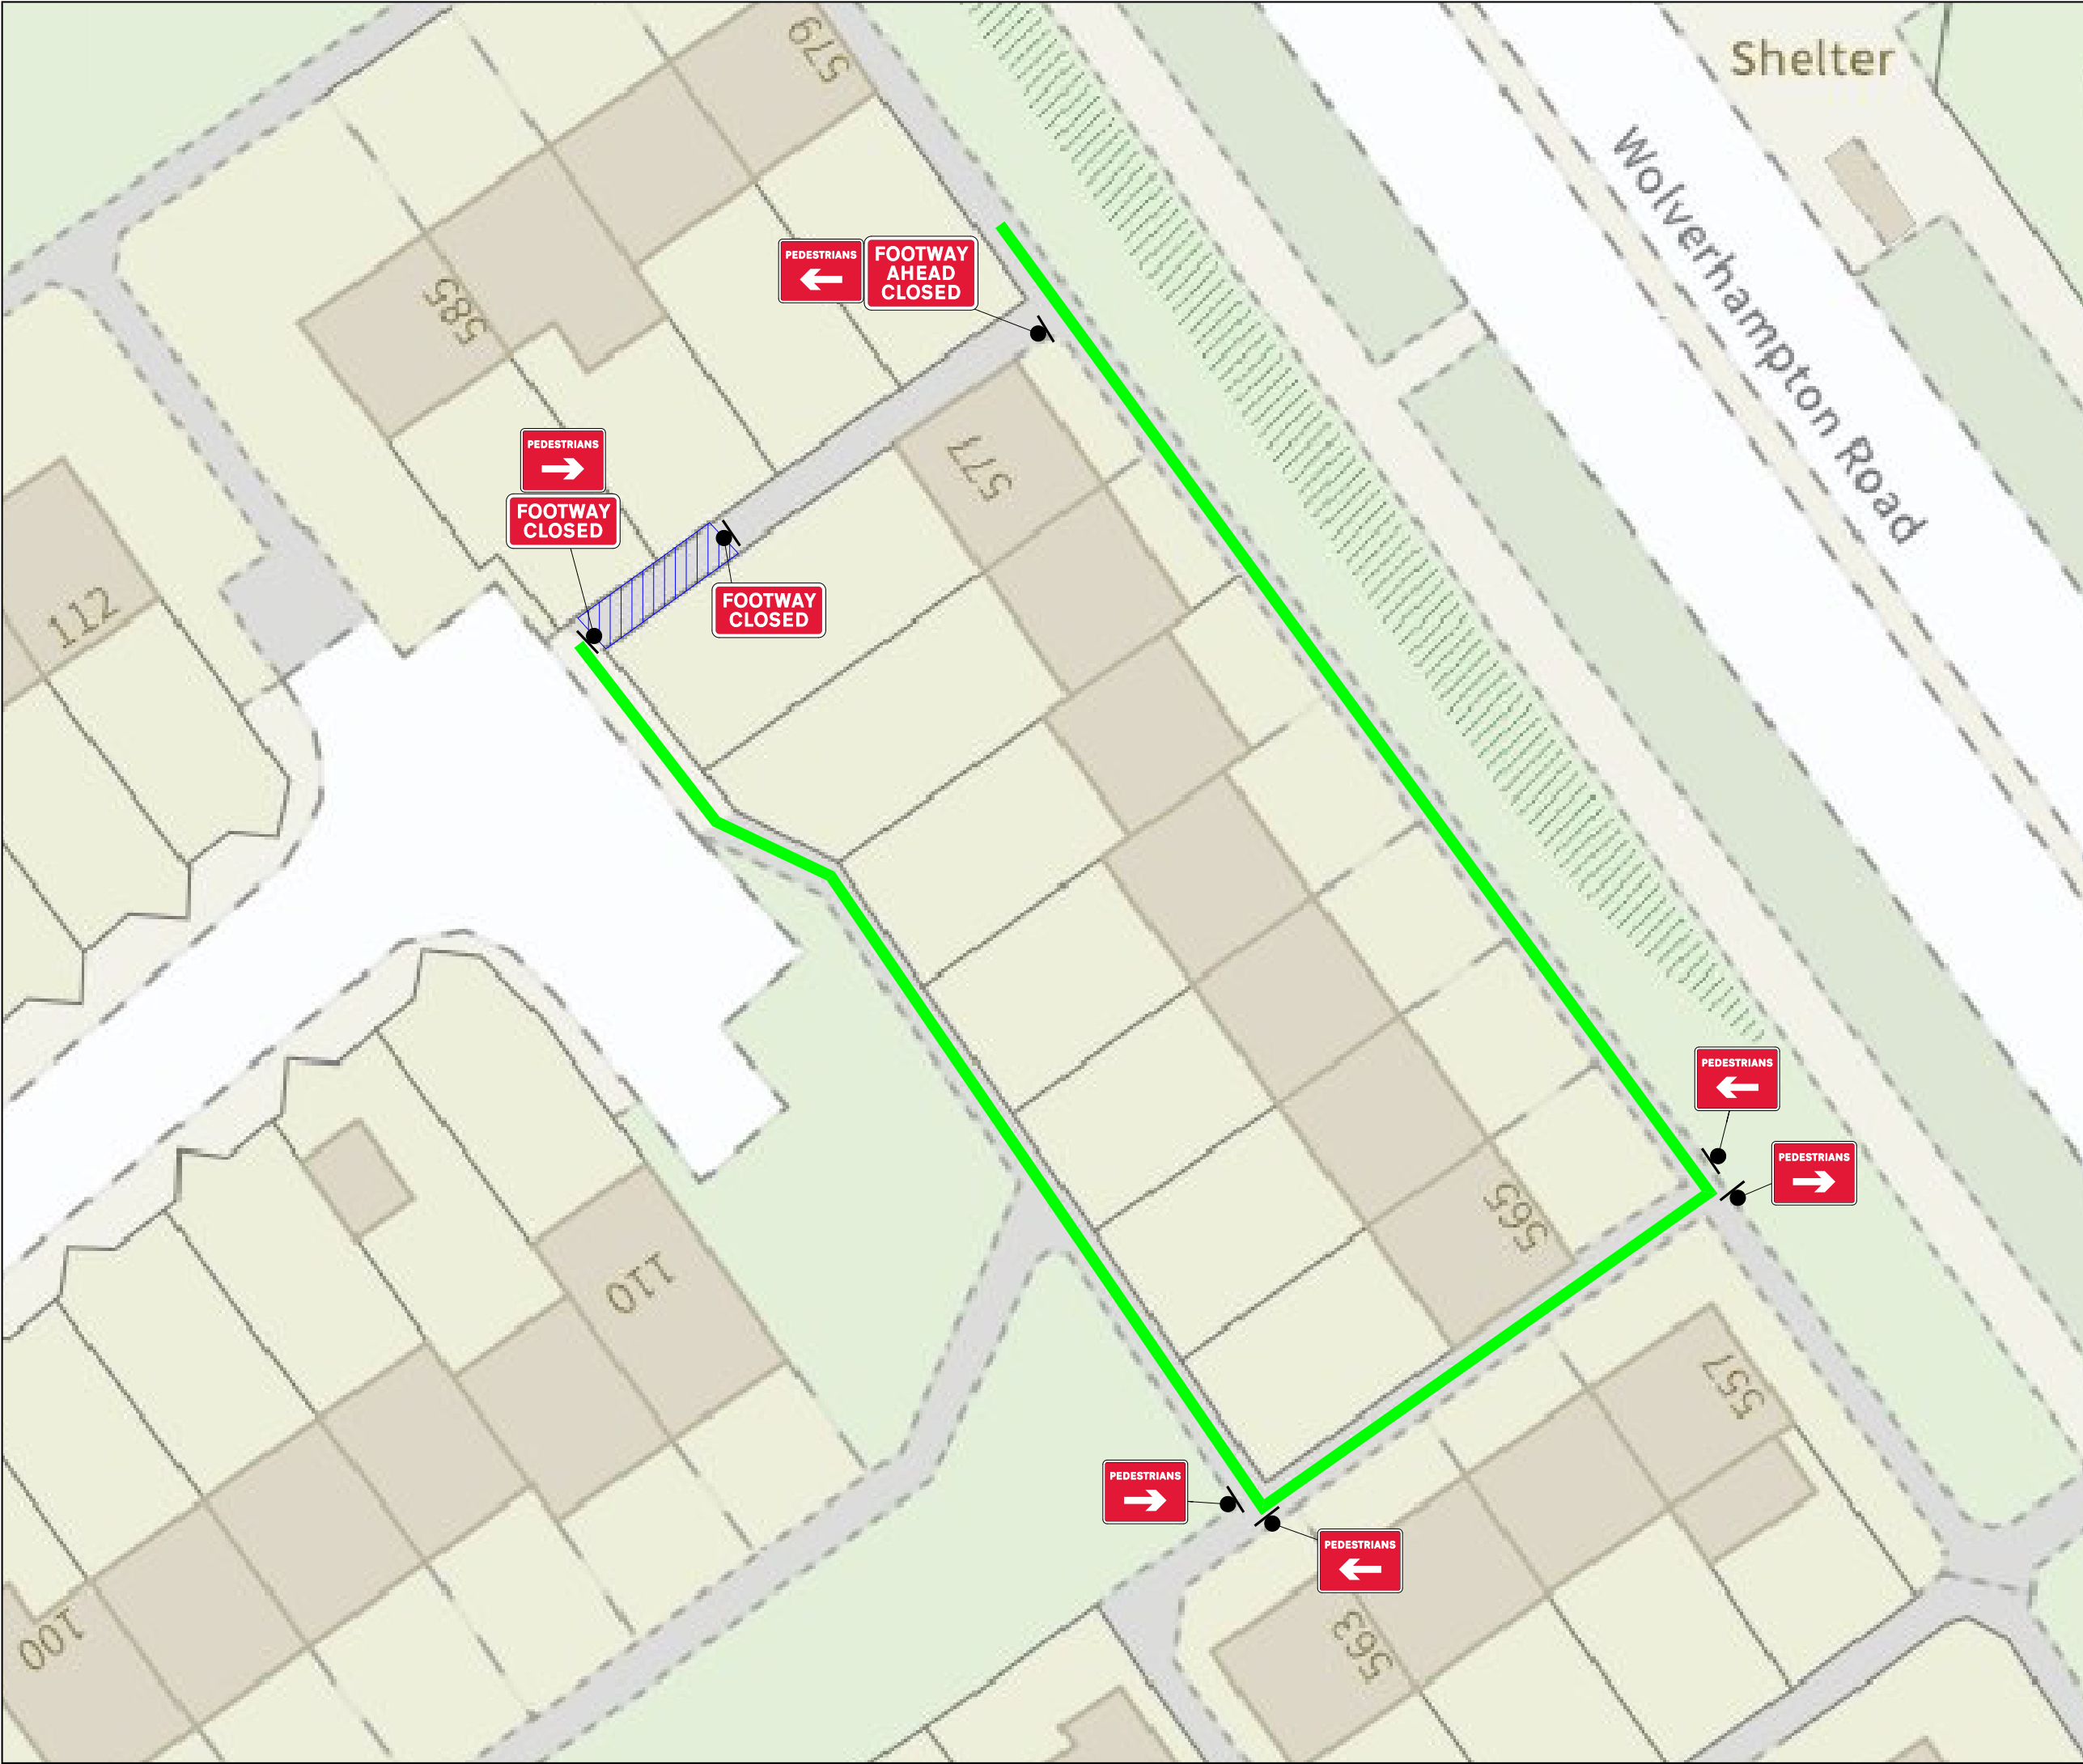 579
Shelter
Wolverhampton Road
PEDESTRIANS
FOOTWAY
AHEAD
CLOSED
585
577
PEDESTRIANS
FOOTWAY
CLOSED
FOOTWAY
CLOSED
112
PEDESTRIANS
PEDESTRIANS
565
110
557
PEDESTRIANS
PEDESTRIANS
563
100